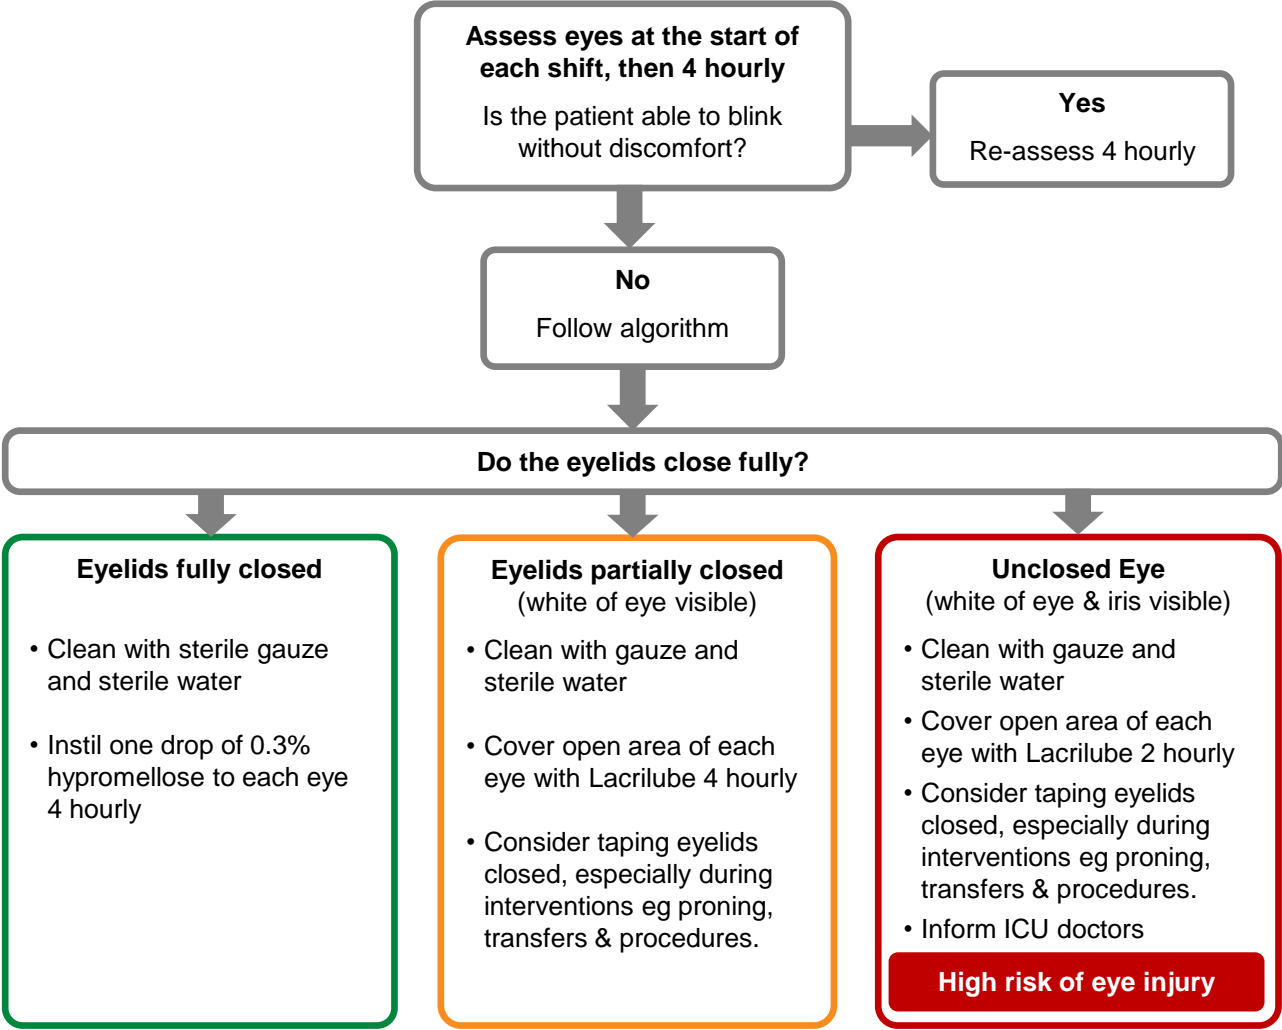 Assess eyes at the start of
each shift, then 4 hourly
Is the patient able to blink
without discomfort?
Yes
Re-assess 4 hourly
No
Follow algorithm
Do the eyelids close fully?
Eyelids fully closed
• Clean with sterile gauze
and sterile water
• Instil one drop of 0.3%
hypromellose to each eye
4 hourly
Eyelids partially closed
(white of eye visible)
• Clean with gauze and
sterile water
• Cover open area of each
eye with Lacrilube 4 hourly
• Consider taping eyelids
closed, especially during
interventions eg proning,
transfers & procedures.
Unclosed Eye
(white of eye & iris visible)
• Clean with gauze and
sterile water
• Cover open area of each
eye with Lacrilube 2 hourly
• Consider taping eyelids
closed, especially during
interventions eg proning,
transfers & procedures.
• Inform ICU doctors
High risk of eye injury